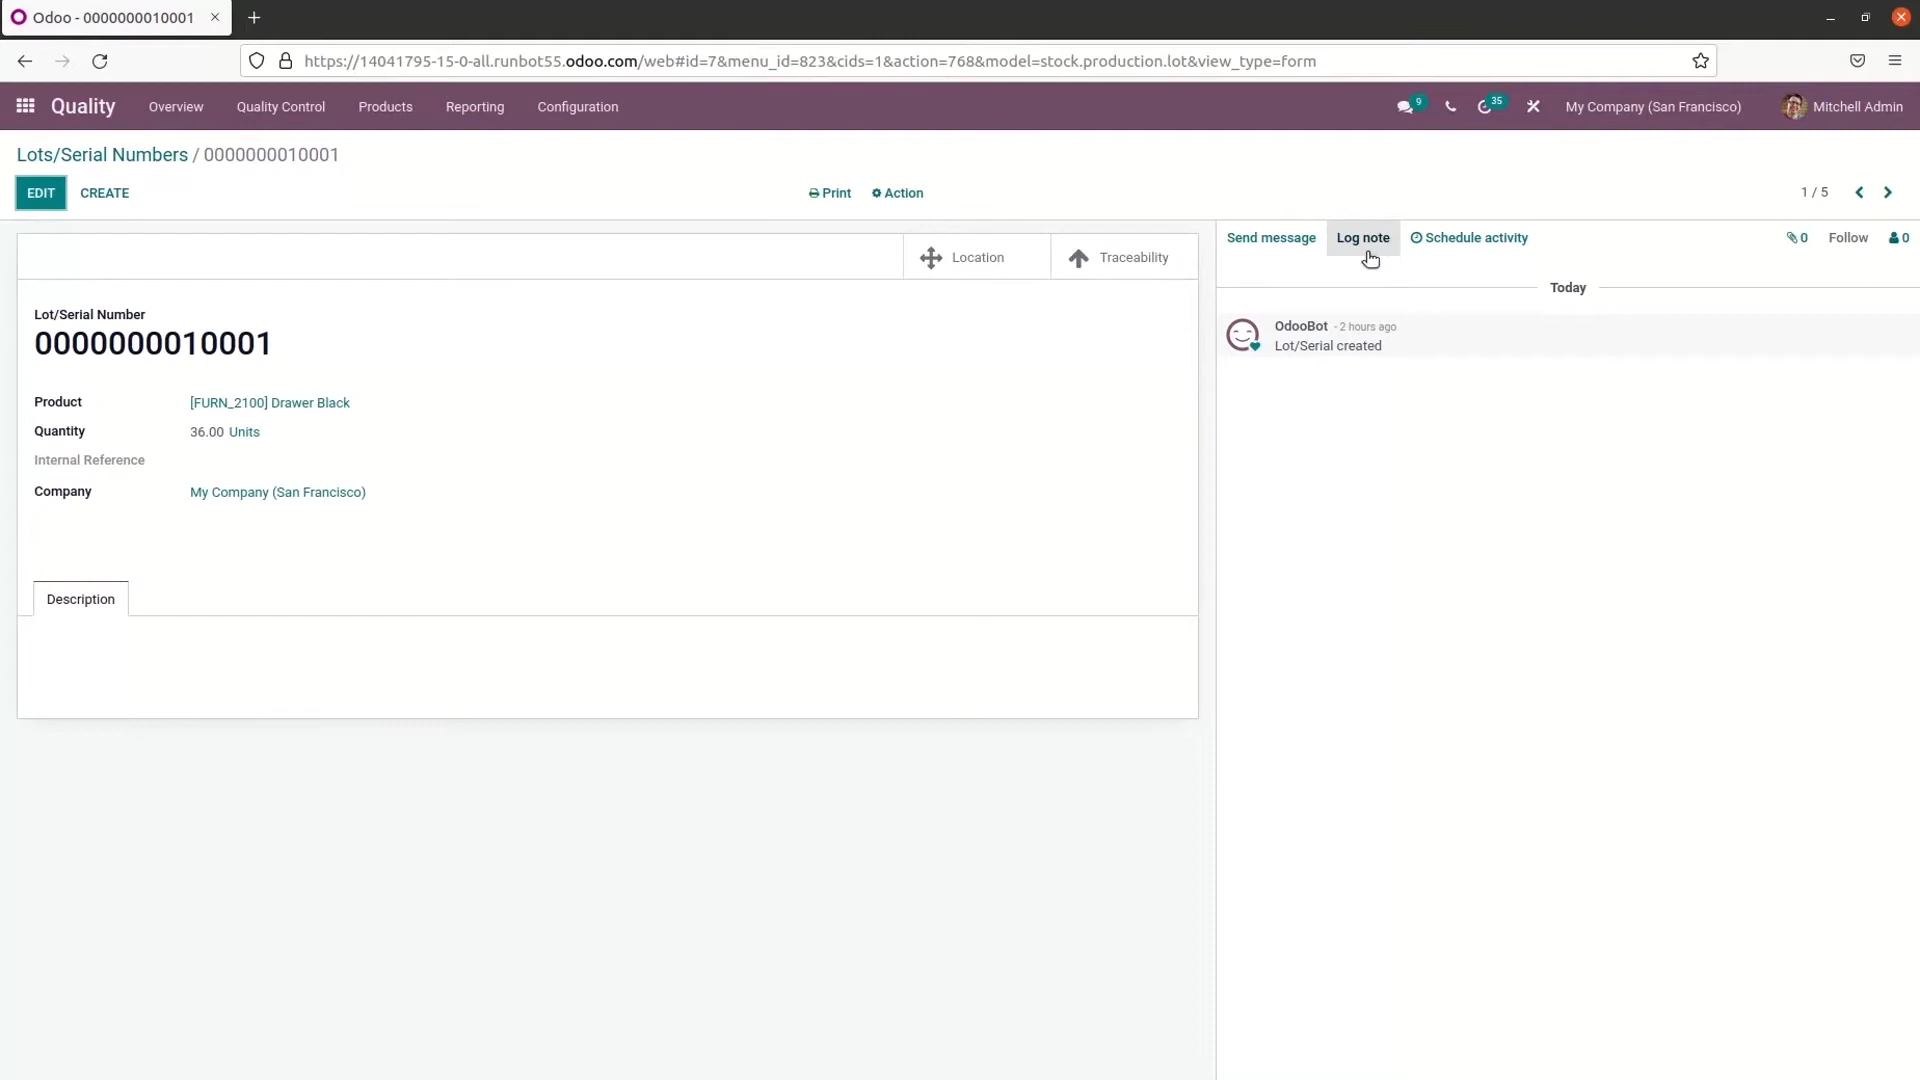 Odoo - 0000000010001
https://14041795-15-0-all.runbot55.odoo.com/web#id=7&menu_id=823&cids=1&action=768&model=stock.production.lot&view_type=form
Quality Overview Quality Control Products Reporting Configuration 9 35 My Company (San Francisco) Mitchell Admin
Lots/Serial Numbers / 0000000010001
EDIT CREATE Print Action 1 / 5
Location Traceability
Send message Log note Schedule activity 0 Follow 0
Today
Lot/Serial Number
0000000010001
OdooBot - 2 hours ago
Lot/Serial created
Product [FURN_2100] Drawer Black
Quantity 36.00 Units
Internal Reference
Company My Company (San Francisco)
Description